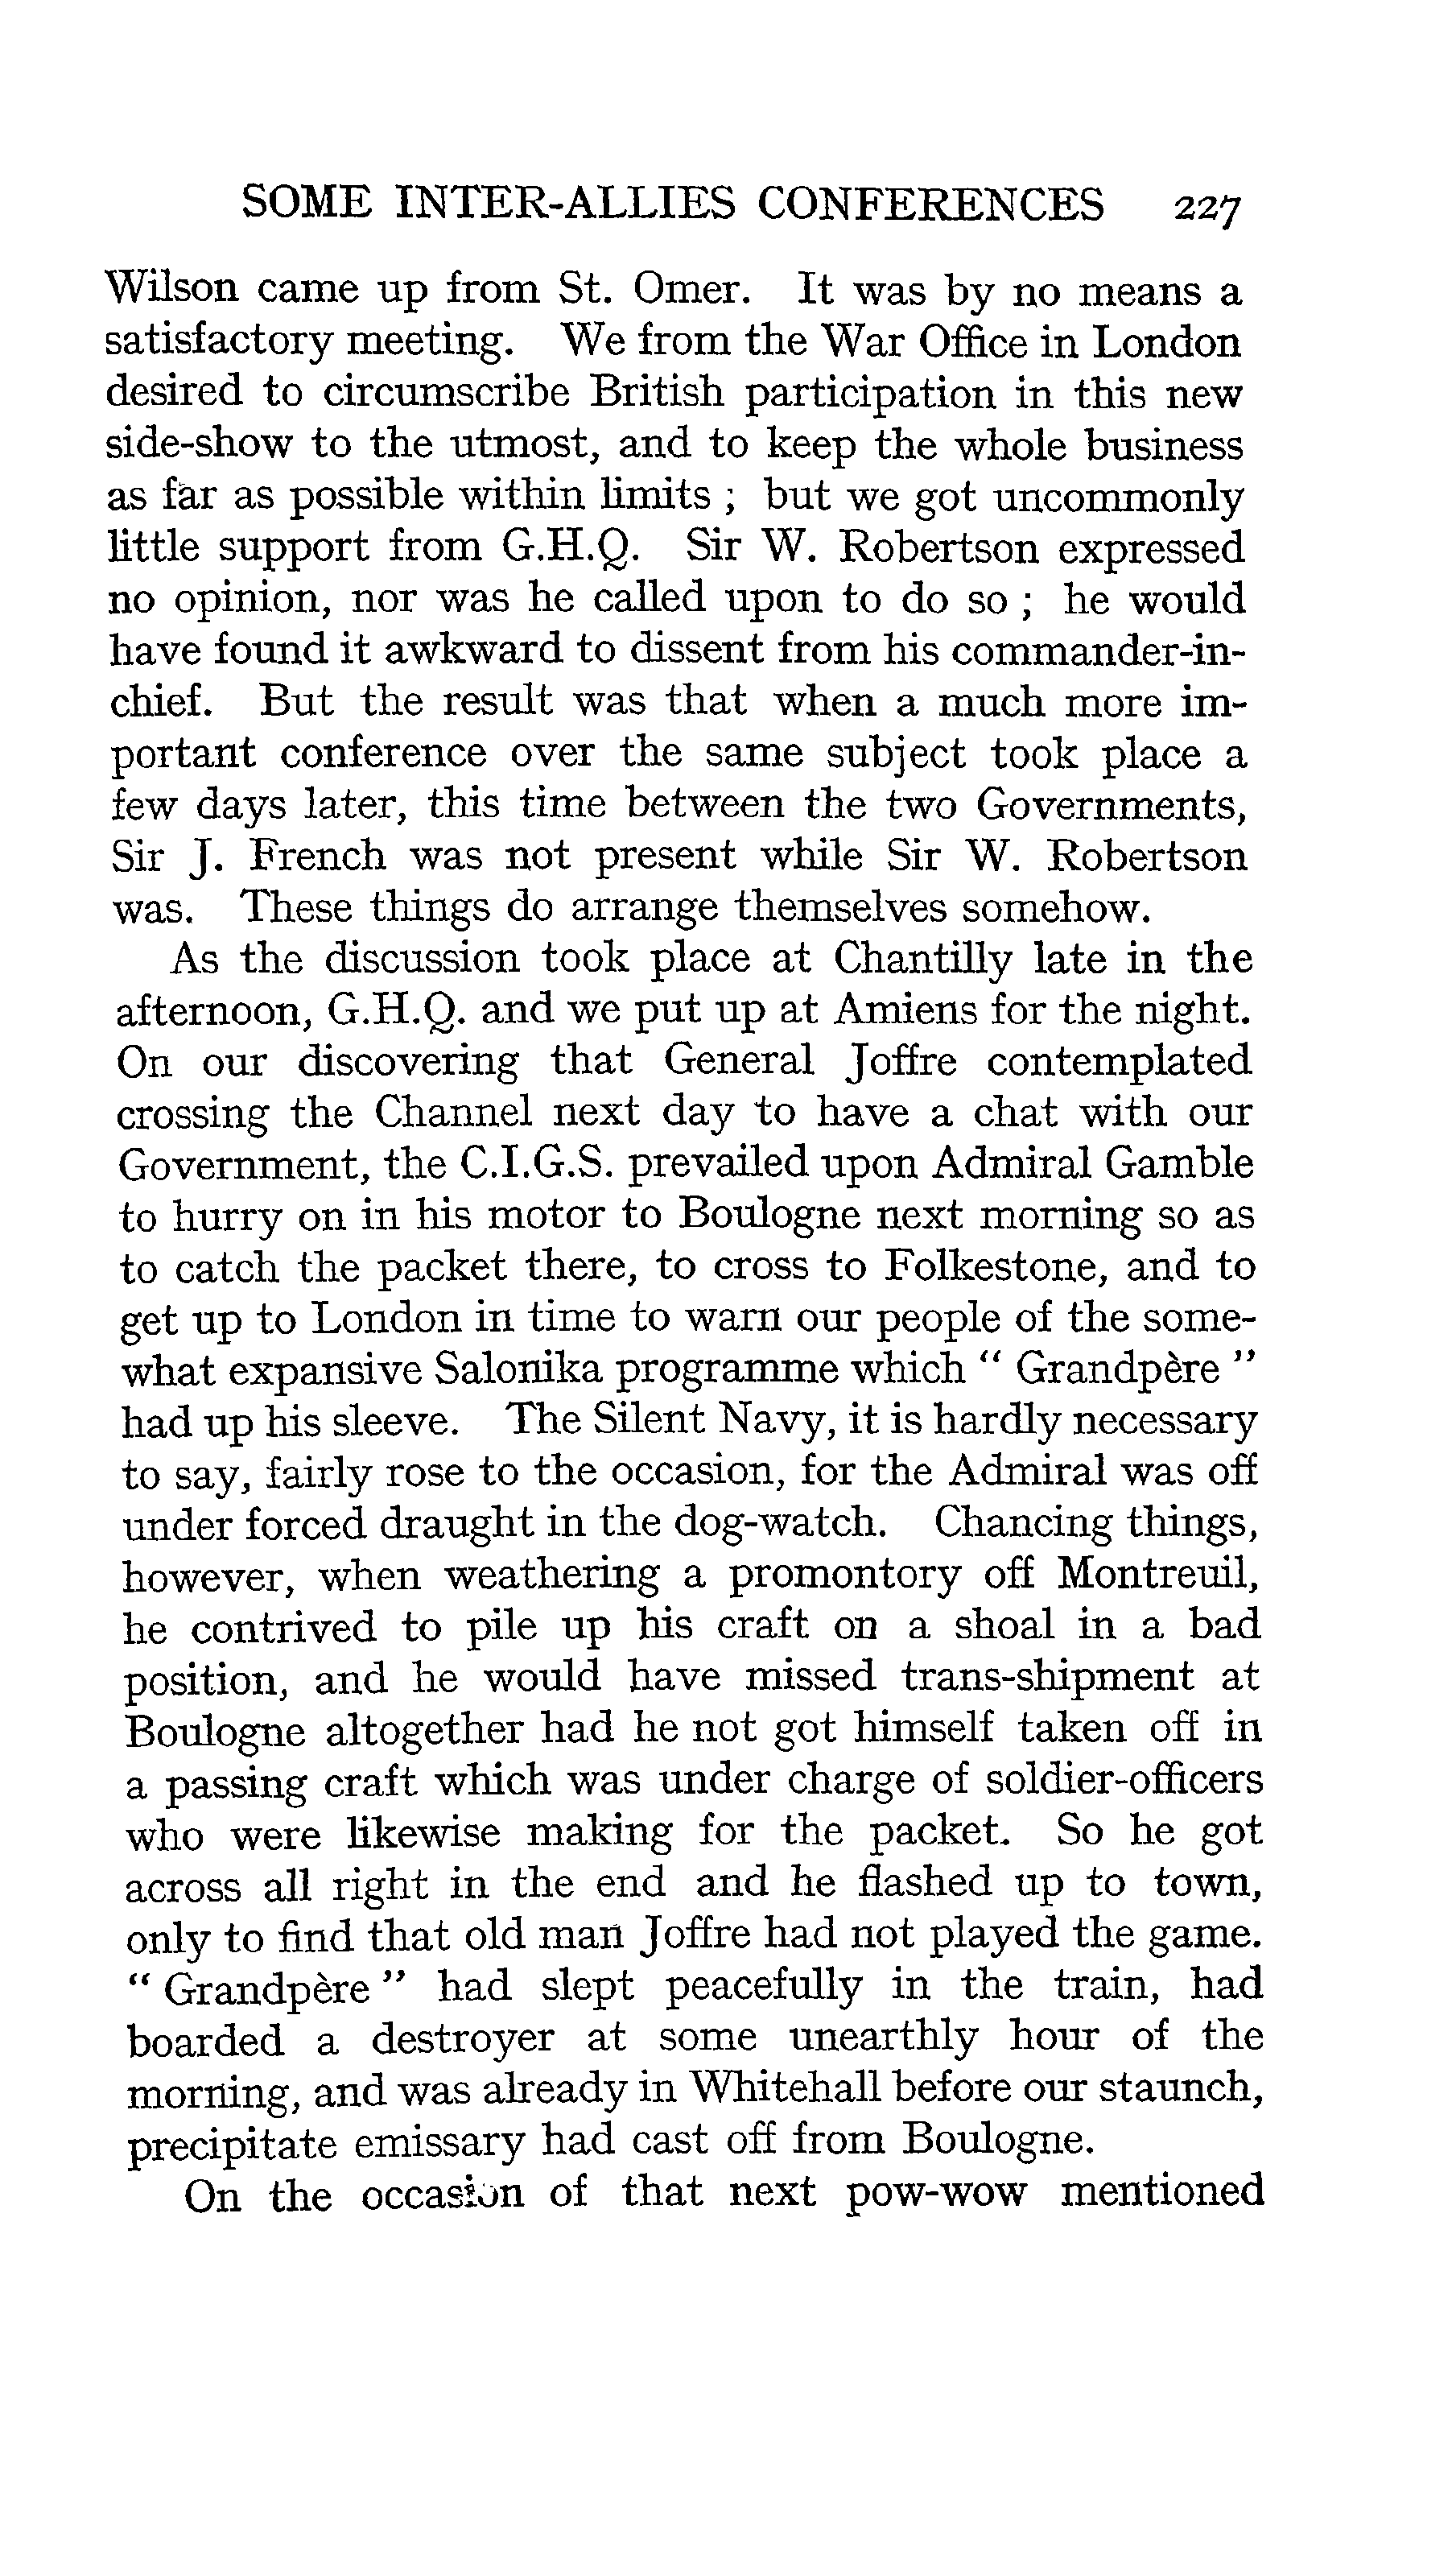 SOME INTER-ALLIES CONFERENCES 227
Wilson came up from St. Omer. It was by no means a
satisfactory meeting. We from the War Office in London
desired to circumscribe British participation in this new
side-show to the utmost, and to keep the whole business
as far as possible within limits ; but we got uncommonly
little support from G.H.Q. Sir W. Robertson expressed
no opinion, nor was he called upon to do so ; he would
have found it awkward to dissent from his commander-in-
chief. But the result was that when a much more im-
portant conference over the same subject took place a
few days later, this time between the two Governments,
Sir J. French was not present while Sir W. Robertson
was. These things do arrange themselves somehow.
As the discussion took place at Chantilly late in the
afternoon, G.H.Q. and we put up at Amiens for the night.
On our discovering that General Joffre contemplated
crossing the Channel next day to have a chat with our
Government, the C.I.G.S. prevailed upon Admiral Gamble
to hurry on in his motor to Boulogne next morning so as
to catch the packet there, to cross to Folkestone, and to
get up to London in time to warn our people of the some-
what expansive Salonika programme which “ Grandpère ”
had up his sleeve. The Silent Navy, it is hardly necessary
to say, fairly rose to the occasion, for the Admiral was off
under forced draught in the dog-watch. Chancing things,
however, when weathering a promontory off Montreuil,
he contrived to pile up his craft on a shoal in a bad
position, and he would have missed trans-shipment at
Boulogne altogether had he not got himself taken off in
a passing craft which was under charge of soldier-officers
who were likewise making for the packet. So he got
across all right in the end and he flashed up to town,
only to find that old man Joffre had not played the game.
“ Grandpère ” had slept peacefully in the train, had
boarded a destroyer at some unearthly hour of the
morning, and was already in Whitehall before our staunch,
precipitate emissary had cast off from Boulogne.
On the occasion of that next pow-wow mentioned